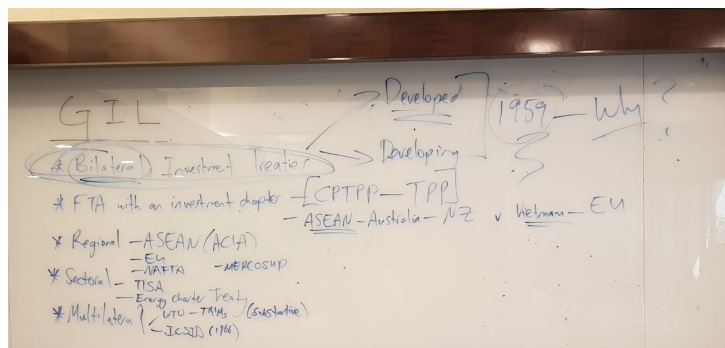 GIL
Developed
1959 - Why?
* Bilateral Investment Treaties
Developing
* FTA with an investment chapter - [CPTPP - TPP]
- ASEAN - Australia - NZ v Vietnam - EU
* Regional - ASEAN (ACIA)
- EU
- NAFTA - MERCOSUP
* Sectoral - TISA
- Energy charter Treaty
* Multilateral WTO - TRIMs (substantive)
- ICSID (1966)